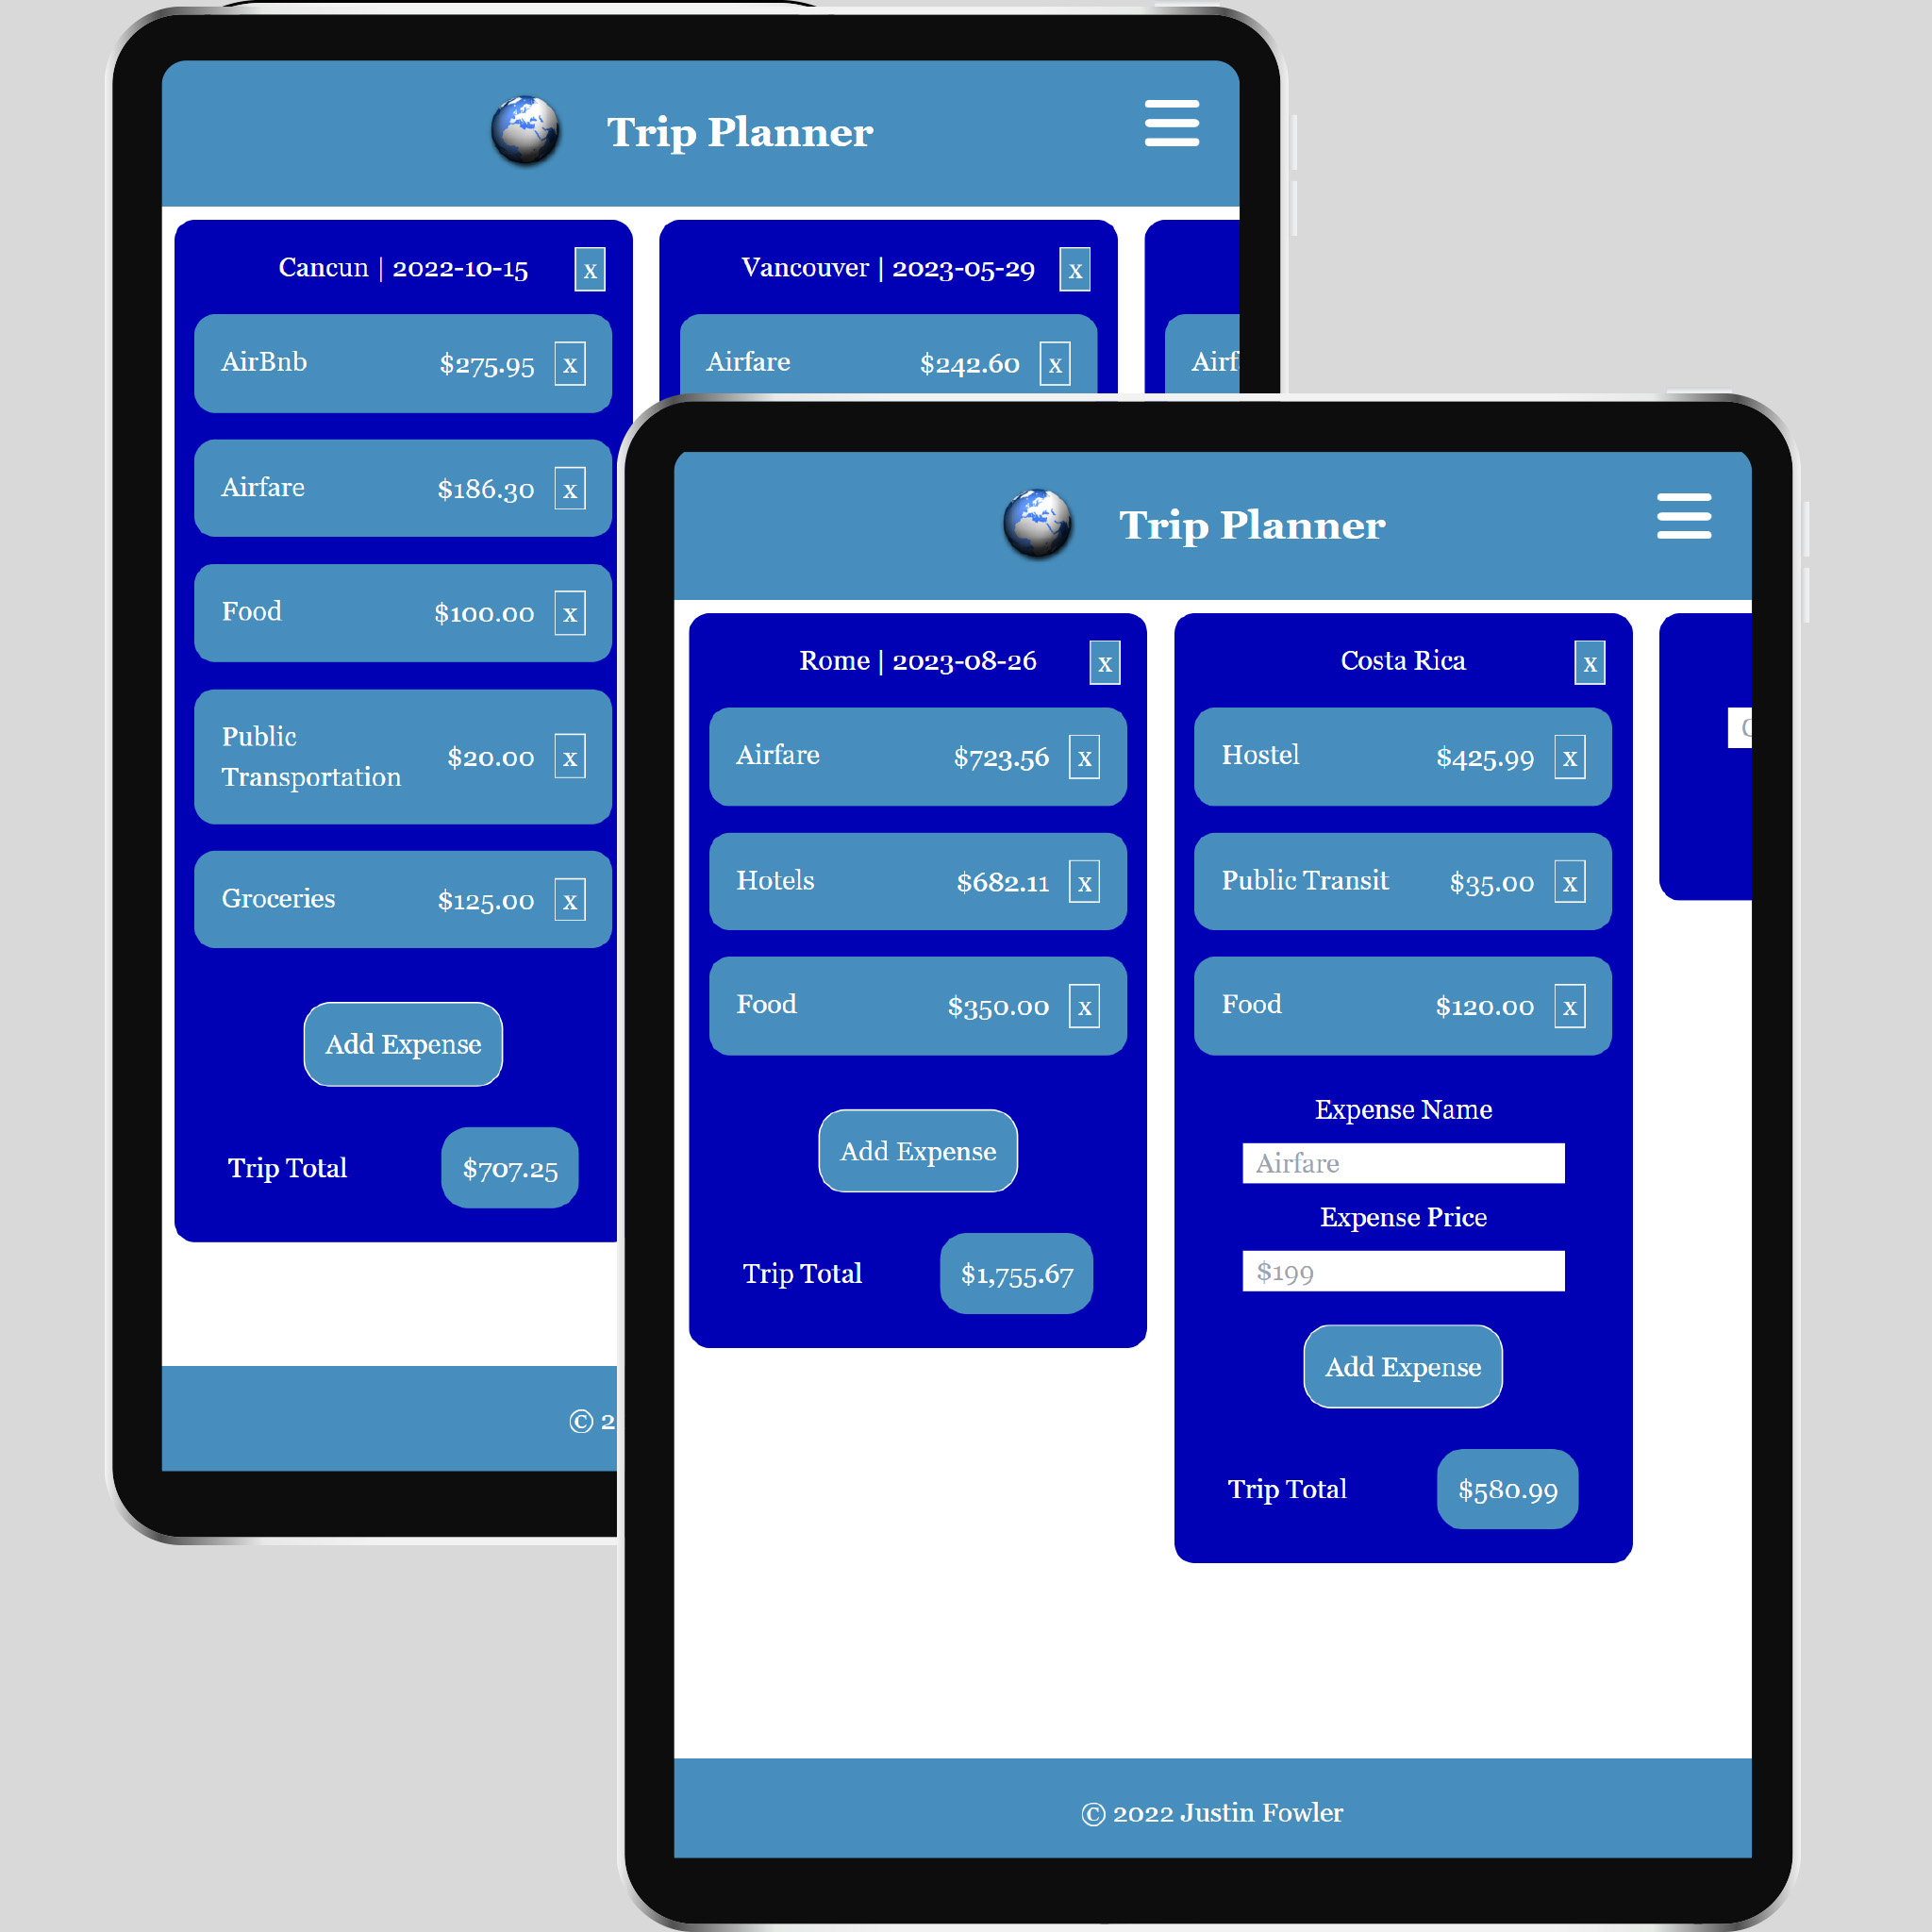 Trip Planner
Cancun | 2022-10-15 x
AirBnb $275.95 x
Airfare $186.30 x
Food $100.00 x
Public
Transportation $20.00 x
Groceries $125.00 x
Add Expense
Trip Total $707.25
Vancouver | 2023-05-29 x
Airfare $242.60 x
Airf
© 2
Trip Planner
Rome | 2023-08-26 x
Airfare $723.56 x
Hotels $682.11 x
Food $350.00 x
Add Expense
Trip Total $1,755.67
Costa Rica x
Hostel $425.99 x
Public Transit $35.00 x
Food $120.00 x
Expense Name
Airfare
Expense Price
$199
Add Expense
Trip Total $580.99
© 2022 Justin Fowler